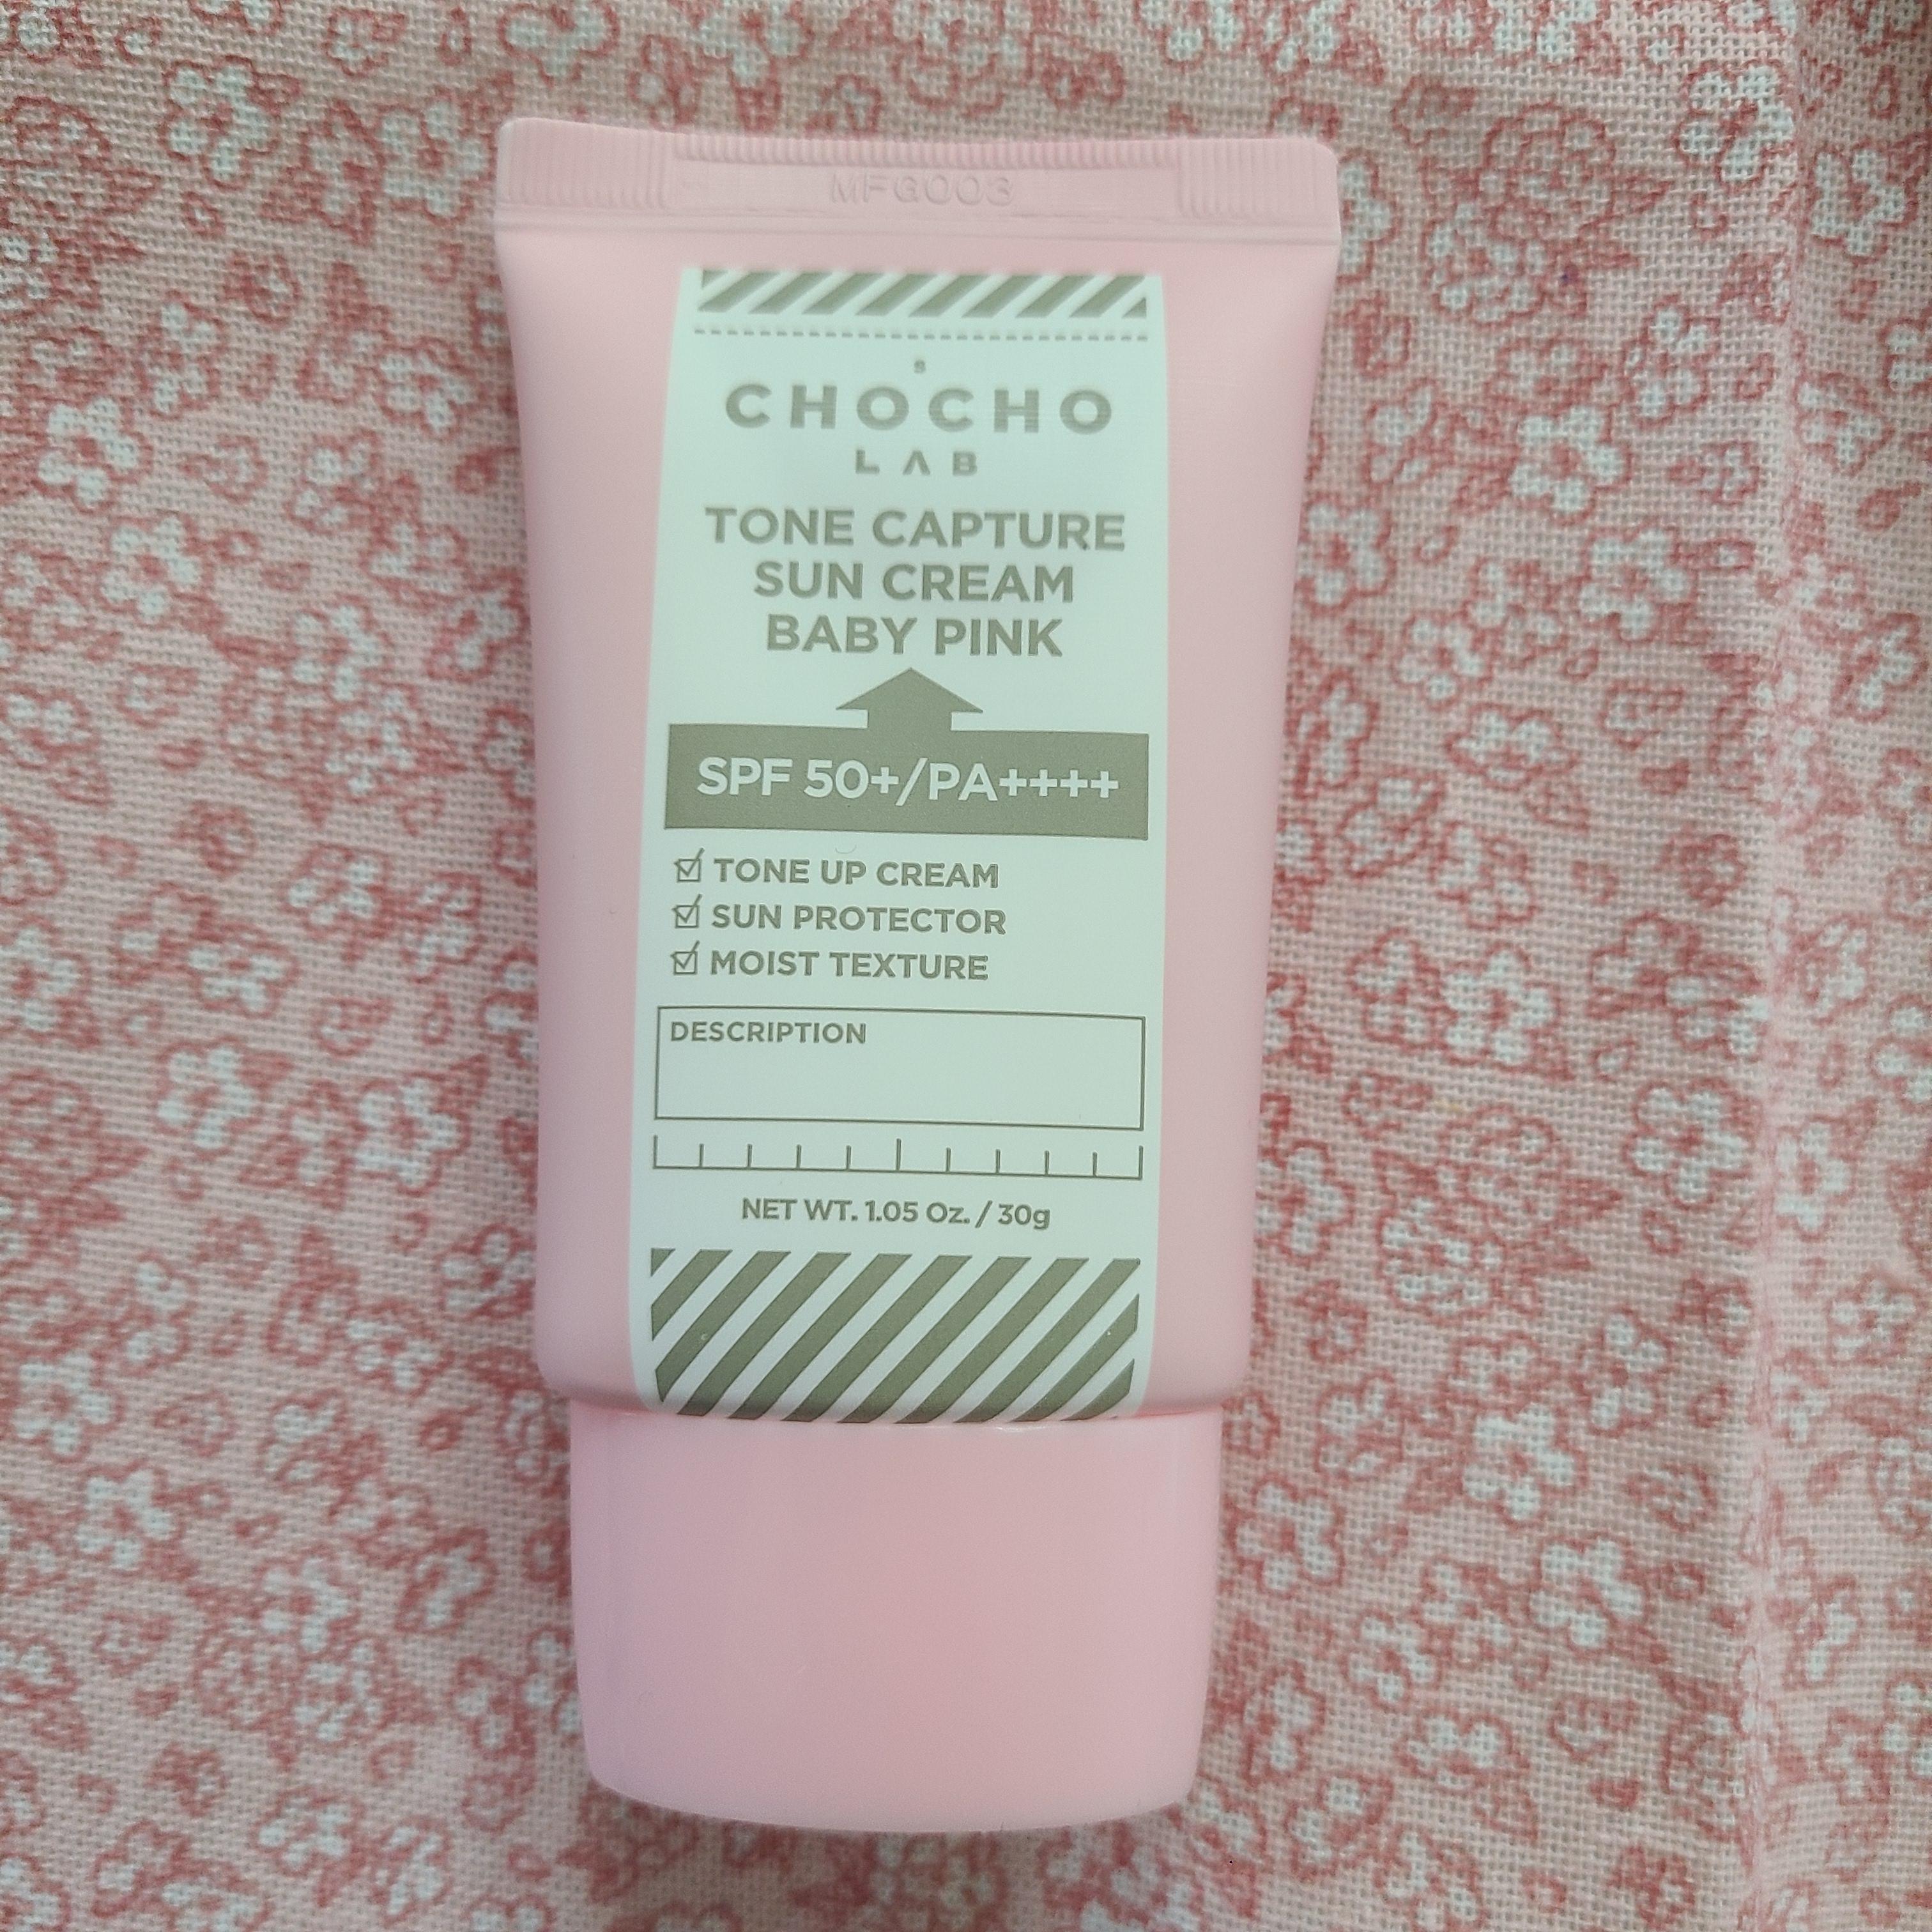 MFG003
s
CHOCHO
LAB
TONE CAPTURE
SUN CREAM
BABY PINK
SPF 50+/PA++++
TONE UP CREAM
SUN PROTECTOR
MOIST TEXTURE
DESCRIPTION
NET WT. 1.05 Oz. / 30g